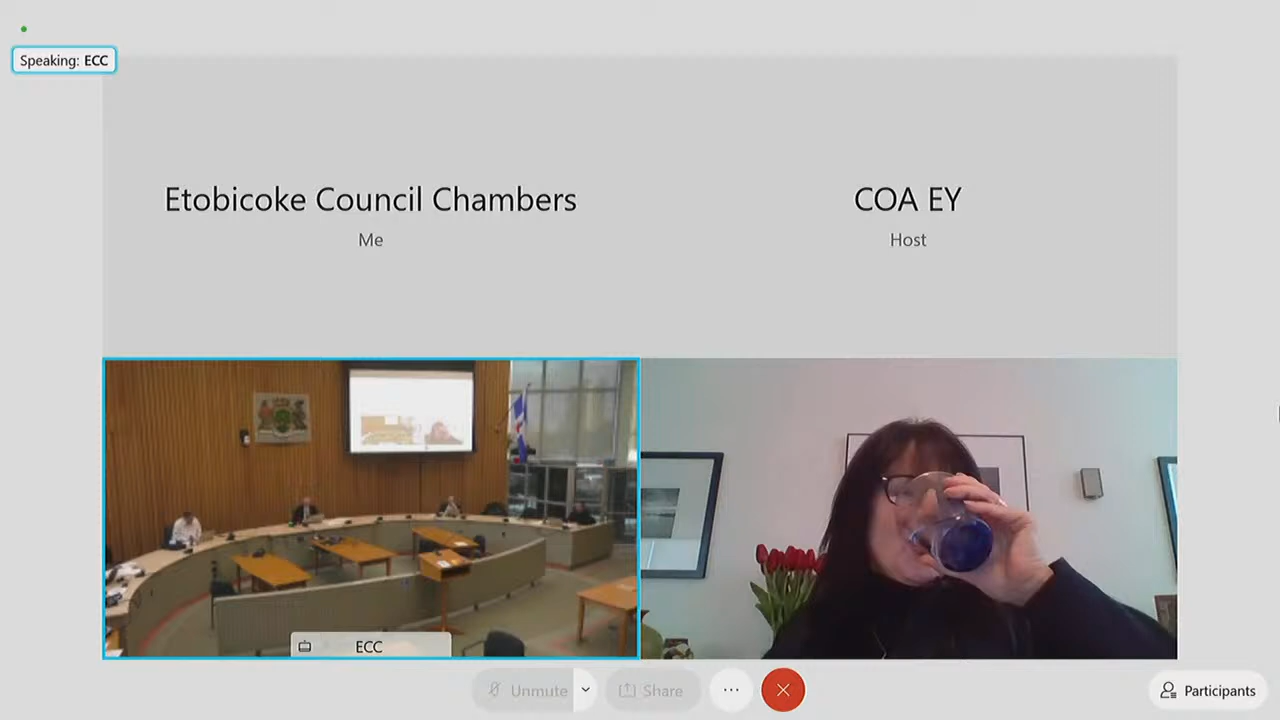 Speaking: ECC
Etobicoke Council Chambers
Me
COA EY
Host
ECC
Unmute
Share
Participants